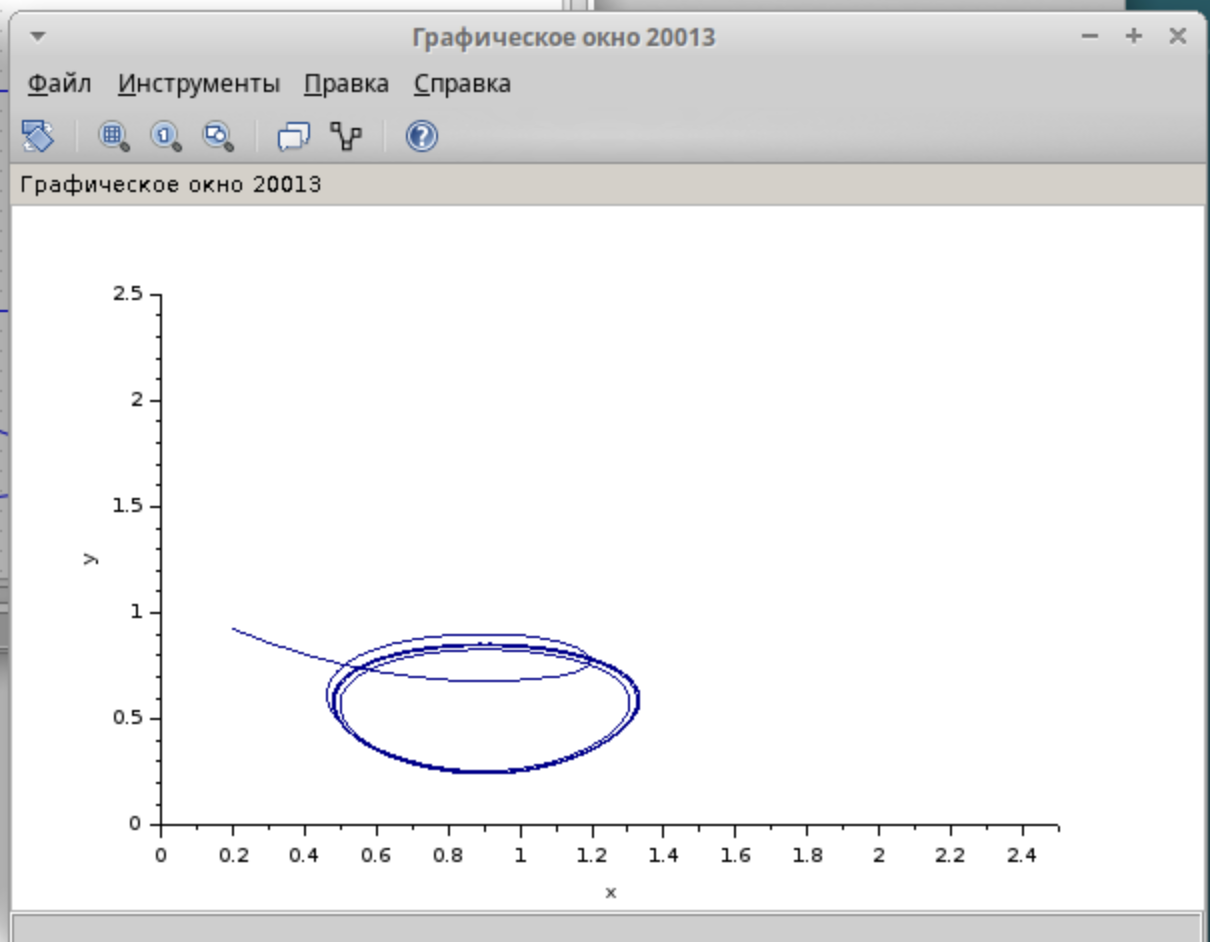 Графическое окно 20013
Файл Инструменты Правка Справка
Графическое окно 20013
2.5
2
1.5
y
1
0.5
0
0 0.2 0.4 0.6 0.8 1 1.2 1.4 1.6 1.8 2 2.2 2.4
x